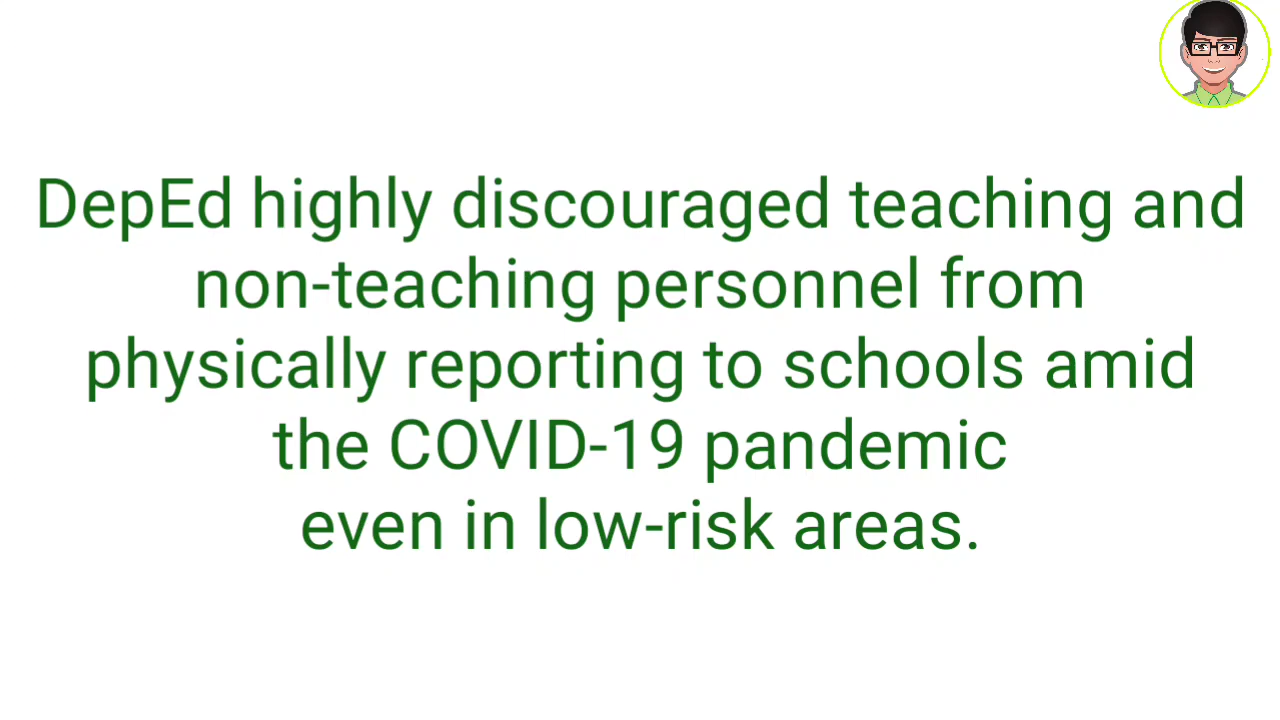 DepEd highly discouraged teaching and
non-teaching personnel from
physically reporting to schools amid
the COVID-19 pandemic
even in low-risk areas.